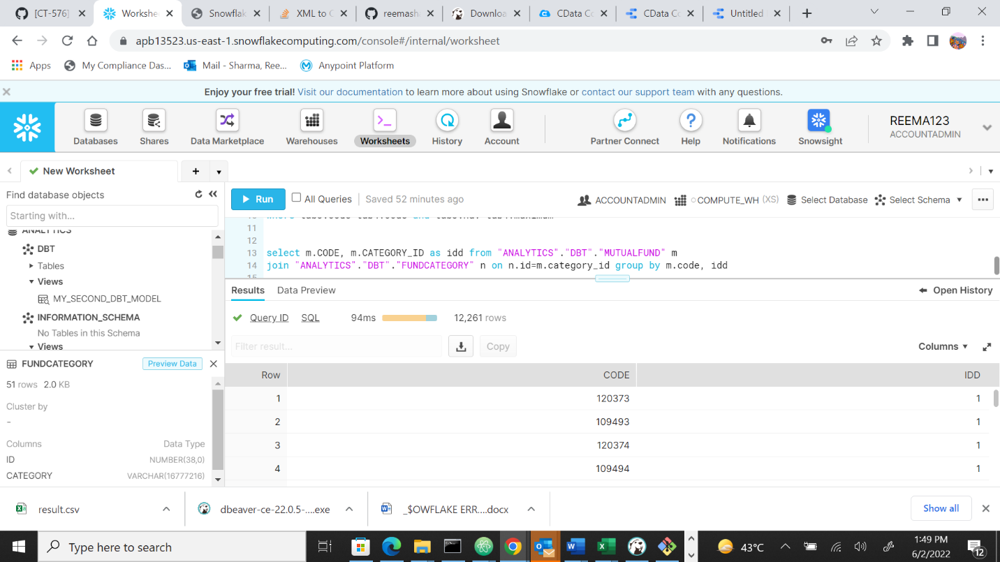 [CT-576]
Workshee
Snowflak
XML to C
reemasha
Downloa
CData Co
CData Co
Untitled
apb13523.us-east-1.snowflakecomputing.com/console#/internal/worksheet
Apps
My Compliance Das...
Mail - Sharma, Ree...
Anypoint Platform
Enjoy your free trial! Visit our documentation to learn more about using Snowflake or contact our support team with any questions.
Databases
Shares
Data Marketplace
Warehouses
Worksheets
History
Account
Partner Connect
Help
Notifications
Snowsight
REEMA123
ACCOUNTADMIN
New Worksheet
Find database objects
Starting with...
ANALYTICS
DBT
Tables
Views
MY_SECOND_DBT_MODEL
INFORMATION_SCHEMA
No Tables in this Schema
Views
FUNDCATEGORY
Preview Data
51 rows 2.0 KB
Cluster by
-
Columns Data Type
ID NUMBER(38,0)
CATEGORY VARCHAR(16777216)
Run
All Queries
Saved 52 minutes ago
ACCOUNTADMIN
COMPUTE_WH (XS)
Select Database
Select Schema
11
12
13 select m.CODE, m.CATEGORY_ID as idd from "ANALYTICS"."DBT"."MUTUALFUND" m
14 join "ANALYTICS"."DBT"."FUNDCATEGORY" n on n.id=m.category_id group by m.code, idd
Results
Data Preview
Open History
Query ID
SQL
94ms
12,261 rows
Filter result...
Copy
Columns
Row CODE IDD
1 120373 1
2 109493 1
3 120374 1
4 109494 1
result.csv
dbeaver-ce-22.0.5-....exe
_$OWFLAKE ERR....docx
Show all
Type here to search
43°C
1:49 PM
6/2/2022
12